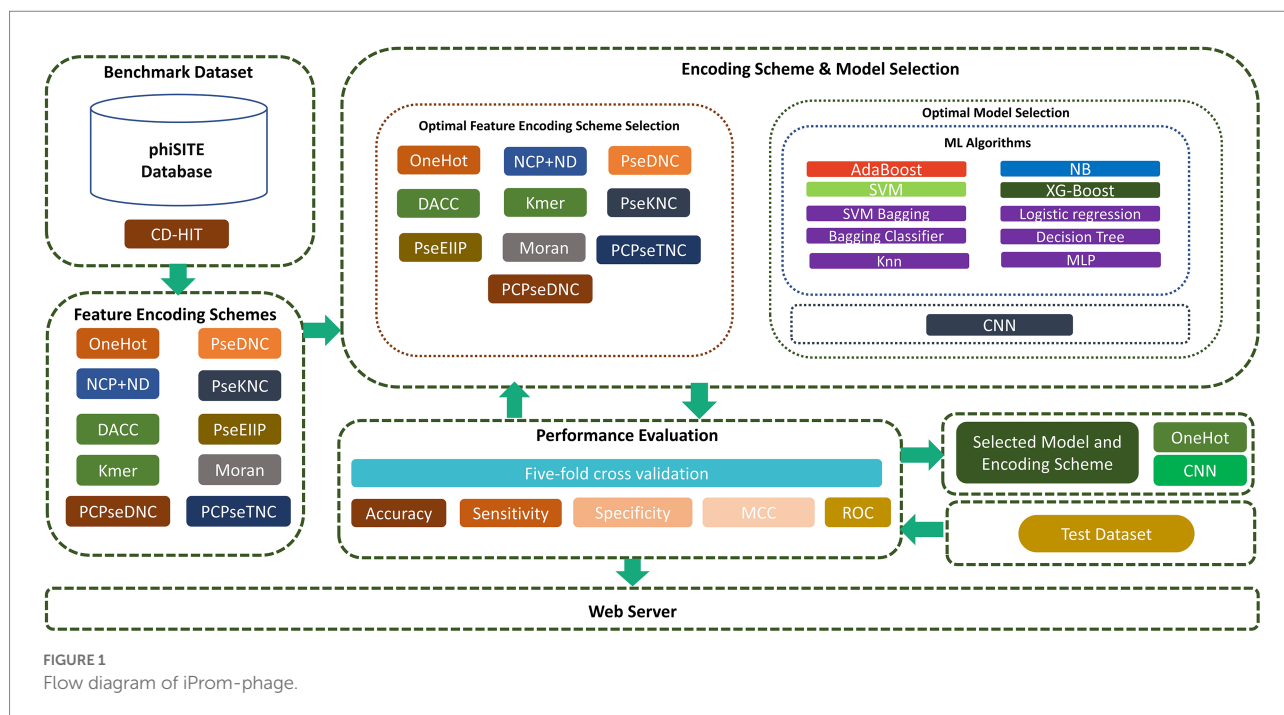 Benchmark Dataset
phiSITE
Database
CD-HIT
Feature Encoding Schemes
OneHot
PseDNC
NCP+ND
PseKNC
DACC
PseEIIP
Kmer
Moran
PCPseDNC
PCPseTNC
Encoding Scheme & Model Selection
Optimal Feature Encoding Scheme Selection
OneHot
NCP+ND
PseDNC
DACC
Kmer
PseKNC
PseEIIP
Moran
PCPseTNC
PCPseDNC
Optimal Model Selection
ML Algorithms
AdaBoost
NB
SVM
XG-Boost
SVM Bagging
Logistic regression
Bagging Classifier
Decision Tree
Knn
MLP
CNN
Performance Evaluation
Five-fold cross validation
Accuracy
Sensitivity
Specificity
MCC
ROC
Selected Model and
Encoding Scheme
OneHot
CNN
Test Dataset
Web Server
FIGURE 1
Flow diagram of iProm-phage.